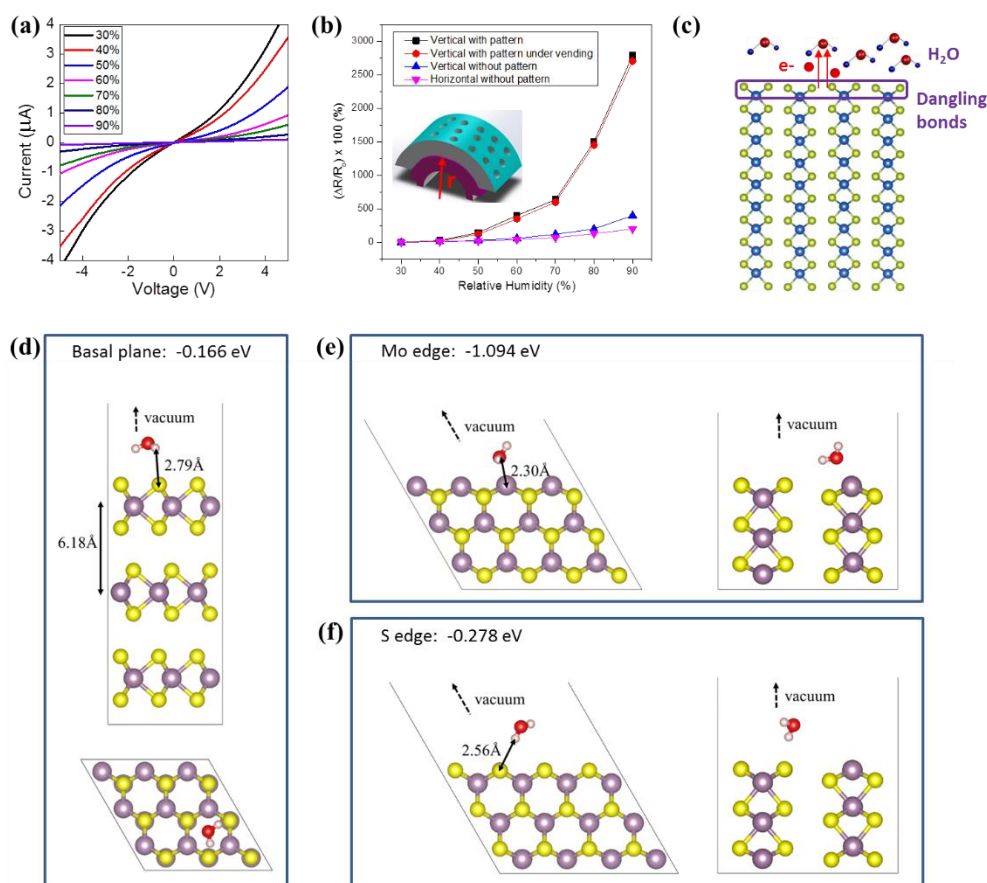 (a)
4
3
2
1
0
-1
-2
-3
-4
Current (µA)
30%
40%
50%
60%
70%
80%
90%
-4 -2 0 2 4
Voltage (V)
(b)
3000
2500
2000
1500
1000
500
0
(ΔR/R₀) x100 (%)
Vertical with pattern
Vertical with pattern under vending
Vertical without pattern
Horizontal without pattern
r
30 40 50 60 70 80 90
Relative Humidity (%)
(c)
H₂O
e-
Dangling
bonds
(d)
Basal plane: -0.166 eV
vacuum
2.79Å
6.18Å
(e)
Mo edge: -1.094 eV
vacuum
2.30Å
vacuum
(f)
S edge: -0.278 eV
vacuum
2.56Å
vacuum